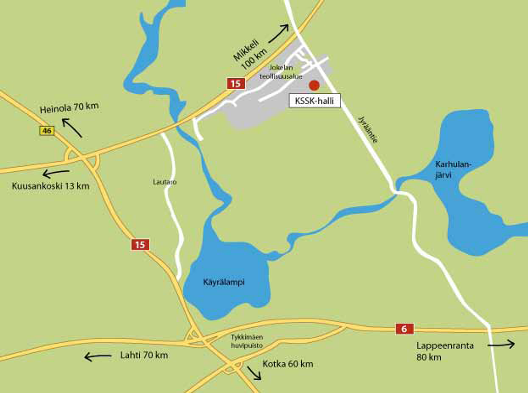 Mikkeli
100 km
Jokelan
teollisuusalue
15
KSSK-halli
Heinola 70 km
46
Jyrääntie
Karhulan-
järvi
Kuusankoski 13 km
Lautaro
15
Käyrälampi
6
Tykkimäen
huvipuisto
Lappeenranta
80 km
Lahti 70 km
Kotka 60 km